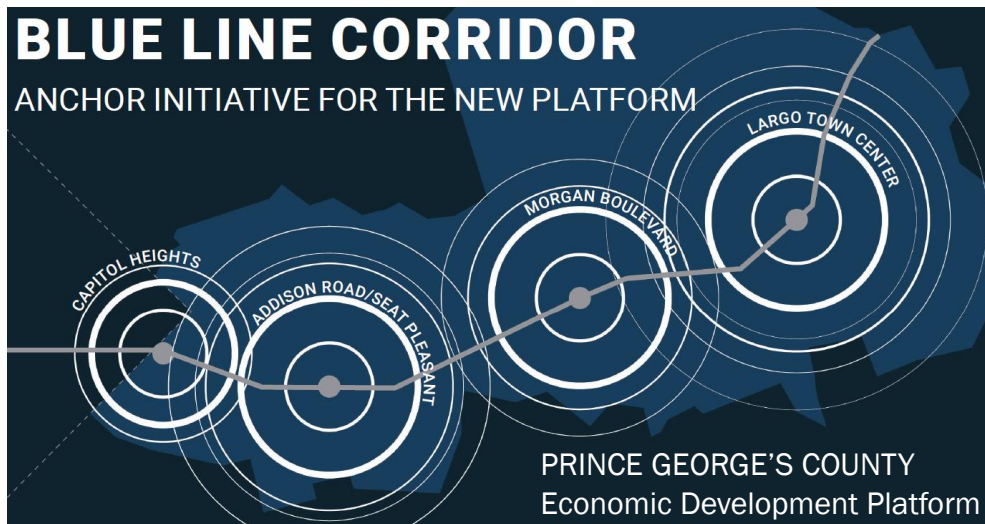 BLUE LINE CORRIDOR
ANCHOR INITIATIVE FOR THE NEW PLATFORM
LARGO TOWN CENTER
MORGAN BOULEVARD
CAPITOL HEIGHTS
ADDISON ROAD/SEAT PLEASANT
PRINCE GEORGE'S COUNTY
Economic Development Platform